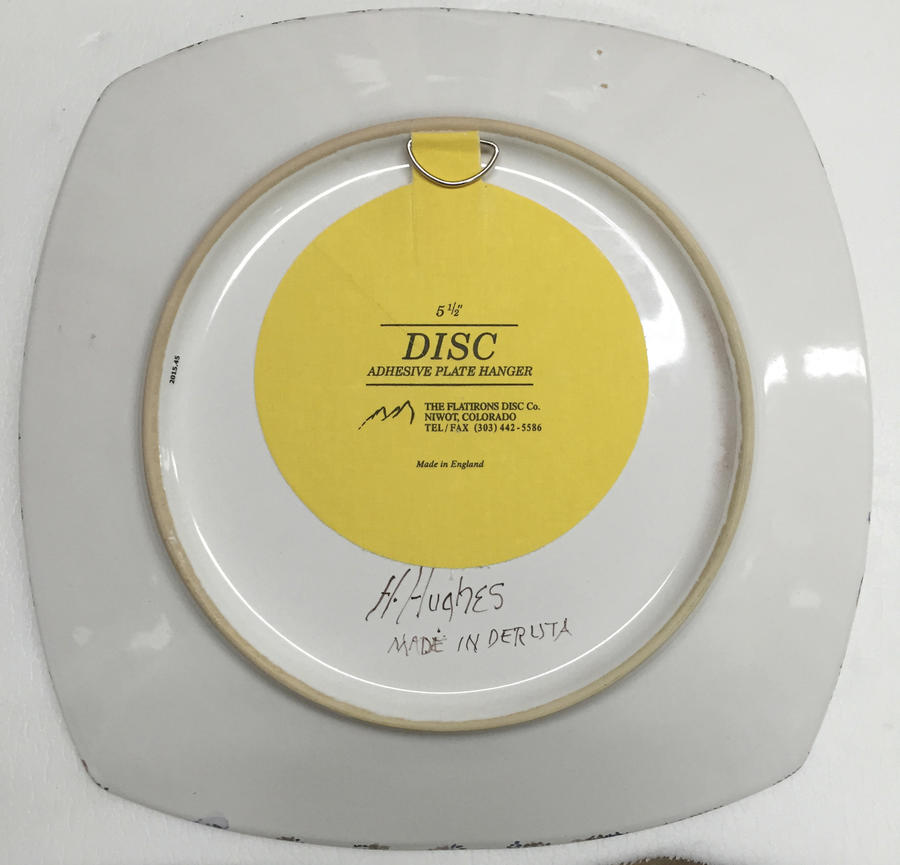 5 ½"
DISC
ADHESIVE PLATE HANGER
THE FLATIRONS DISC Co.
NIWOT, COLORADO
TEL/FAX (303) 442-5586
Made in England
2015.45
H. Hughes
MADE IN DERUTA